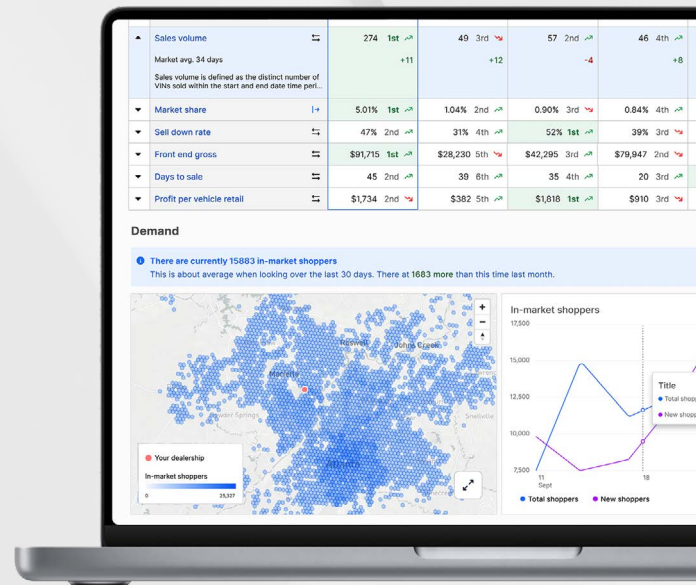 Sales volume 274 1st 49 3rd 57 2nd 46 4th
Market avg. 34 days +11 +12 -4 +8
Sales volume is defined as the distinct number of
VINs sold within the start and end date time peri...
Market share 5.01% 1st 1.04% 2nd 0.90% 3rd 0.84% 4th
Sell down rate 47% 2nd 31% 4th 52% 1st 39% 3rd
Front end gross $91,715 1st $28,230 5th $42,295 3rd $79,947 2nd
Days to sale 45 2nd 39 6th 35 4th 20 3rd
Profit per vehicle retail $1,734 2nd $382 5th $1,818 1st $910 3rd
Demand
There are currently 15883 in-market shoppers
This is about average when looking over the last 30 days. There at 1683 more than this time last month.
Roswell
Johns Creek
Marietta
Powder Springs
Snellville
Atlanta
Your dealership
In-market shoppers
0 25,327
In-market shoppers
17,500
15,000
12,500
10,000
7,500
11 18
Sept
Title
Total shopp
New shopp
Total shoppers New shoppers